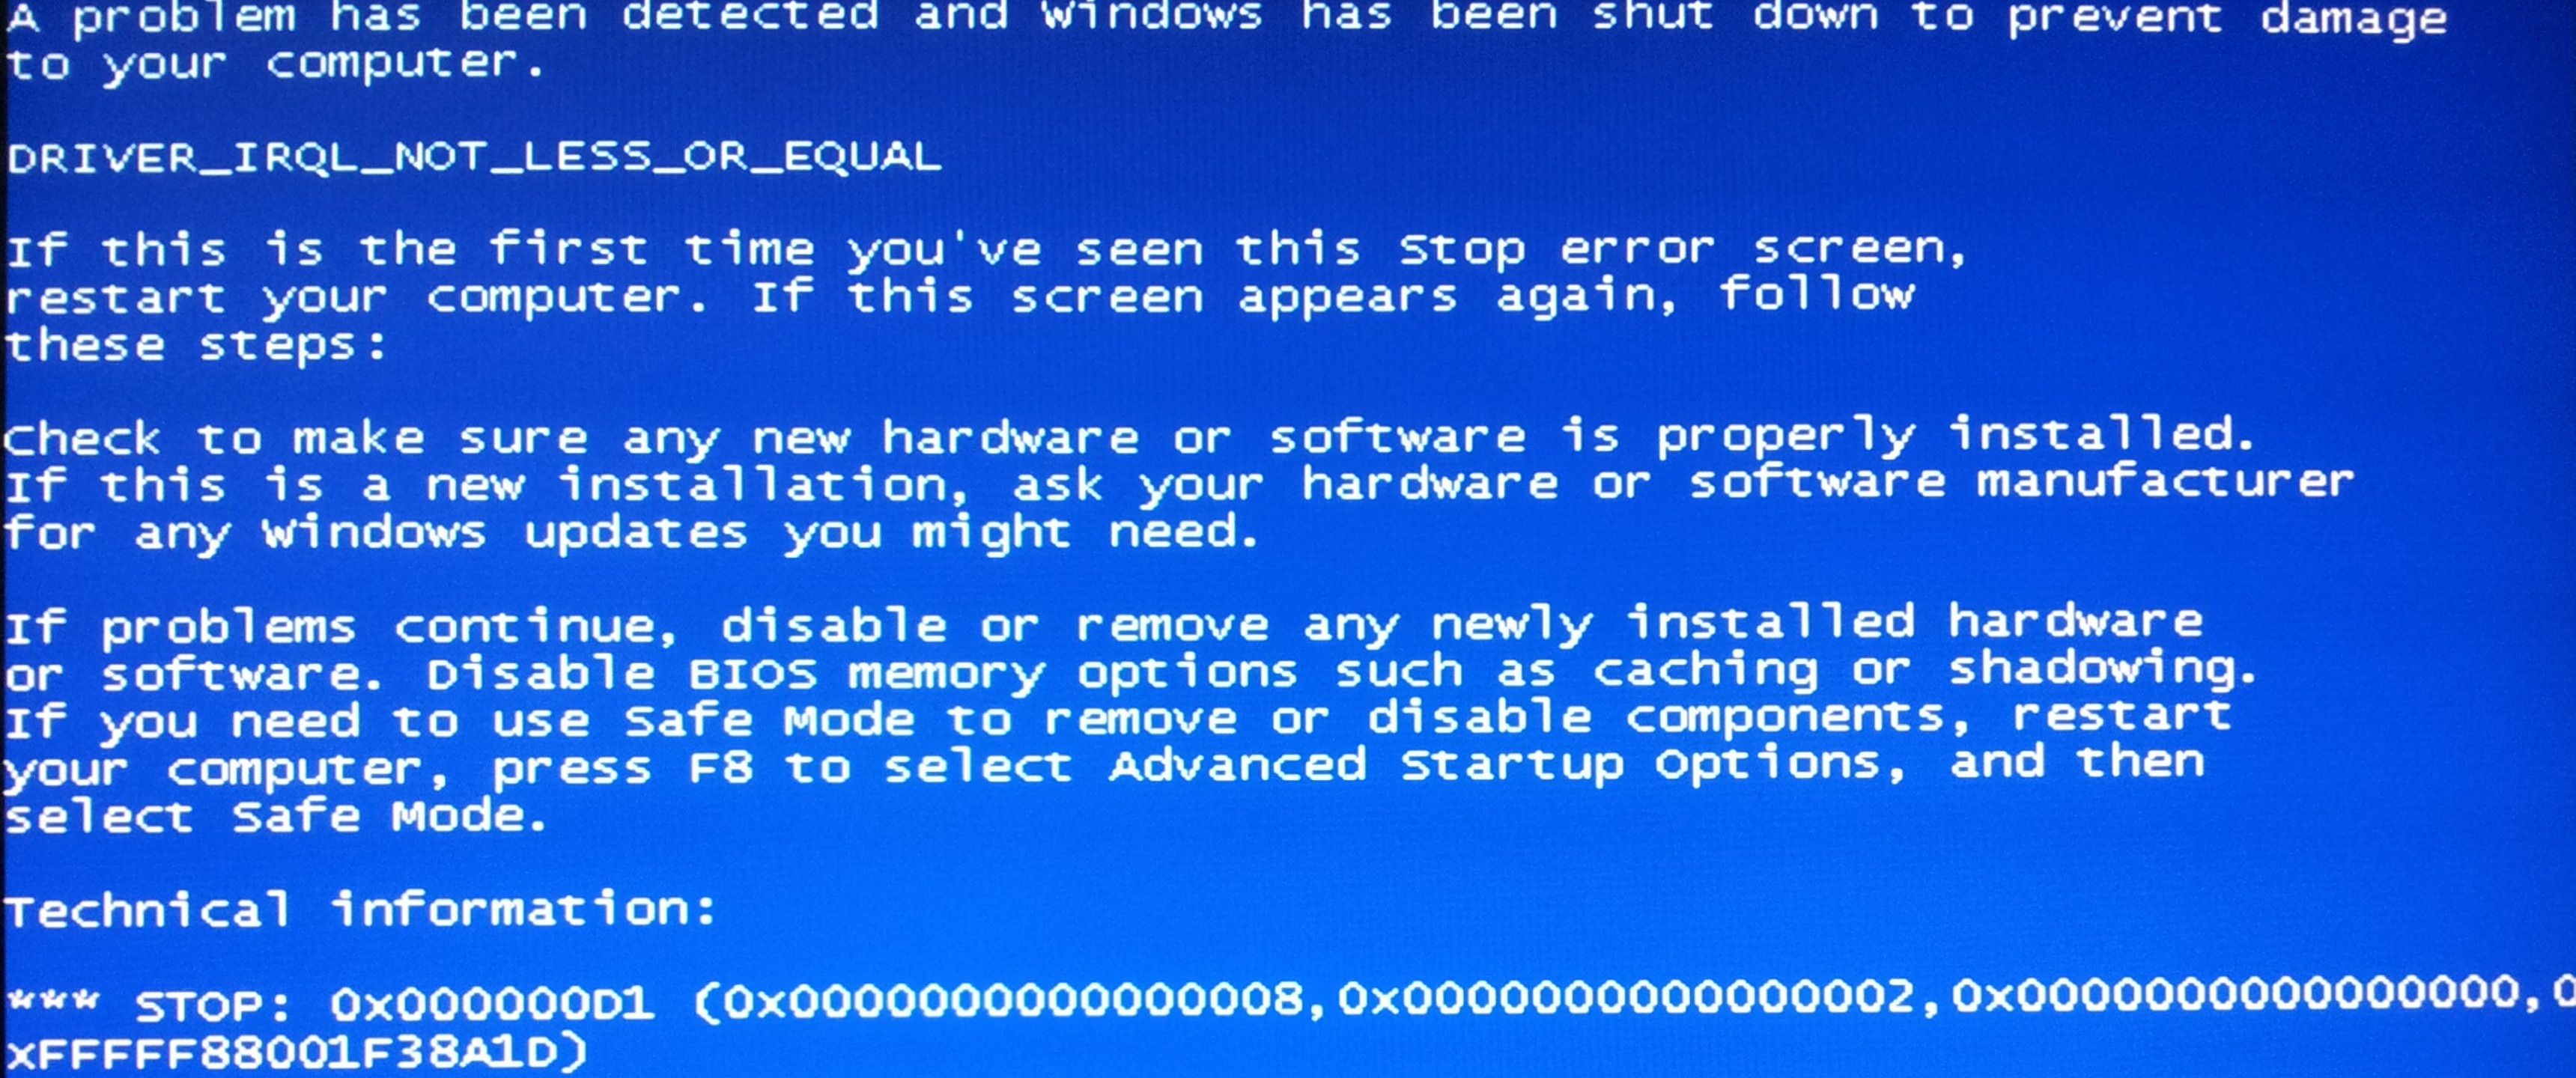 A problem has been detected and windows has been shut down to prevent damage
to your computer.
DRIVER_IRQL_NOT_LESS_OR_EQUAL
If this is the first time you've seen this Stop error screen,
restart your computer. If this screen appears again, follow
these steps:
Check to make sure any new hardware or software is properly installed.
If this is a new installation, ask your hardware or software manufacturer
for any windows updates you might need.
If problems continue, disable or remove any newly installed hardware
or software. Disable BIOS memory options such as caching or shadowing.
If you need to use Safe Mode to remove or disable components, restart
your computer, press F8 to select Advanced Startup Options, and then
select Safe Mode.
Technical information:
*** STOP: 0x000000D1 (0x0000000000000008,0x0000000000000002,0x0000000000000000,0
xFFFFF88001F38A1D)